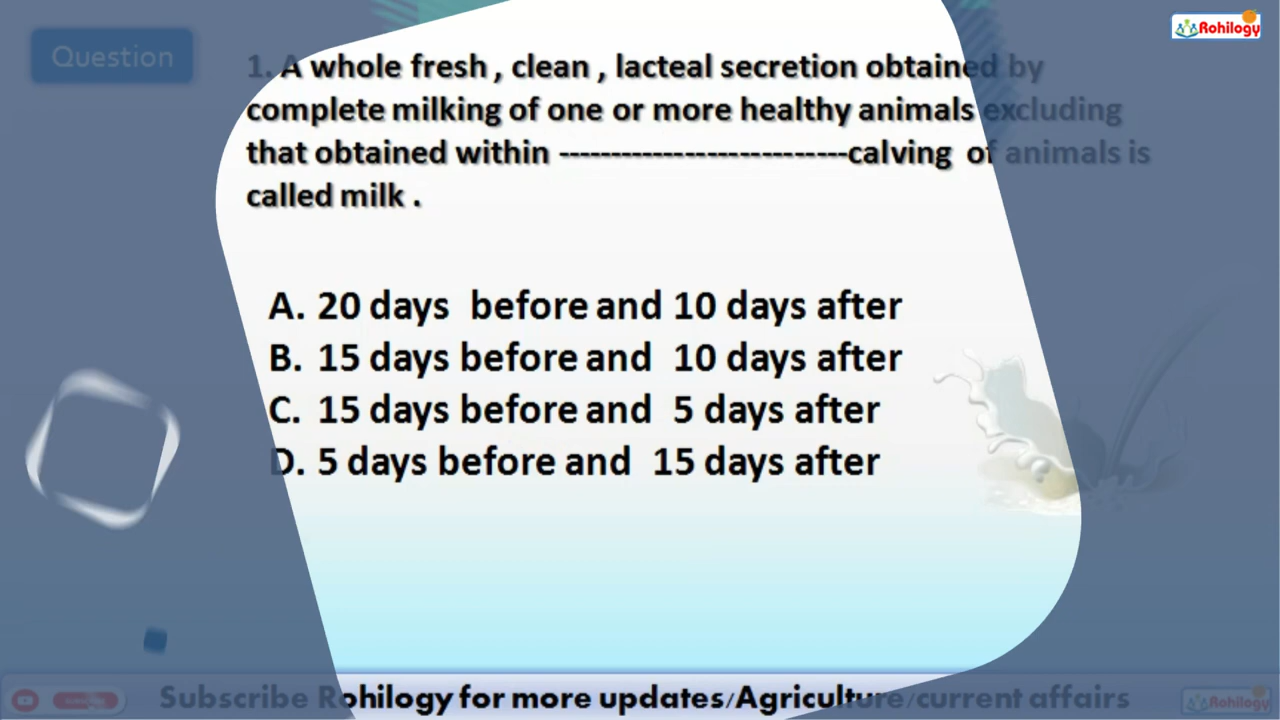 Question
Rohilogy
1. A whole fresh , clean , lacteal secretion obtained by
complete milking of one or more healthy animals excluding
that obtained within ---------------------------calving of animals is
called milk .
A. 20 days before and 10 days after
B. 15 days before and 10 days after
C. 15 days before and 5 days after
D. 5 days before and 15 days after
Subscribe Rohilogy for more updates/Agriculture/current affairs
Rohilogy